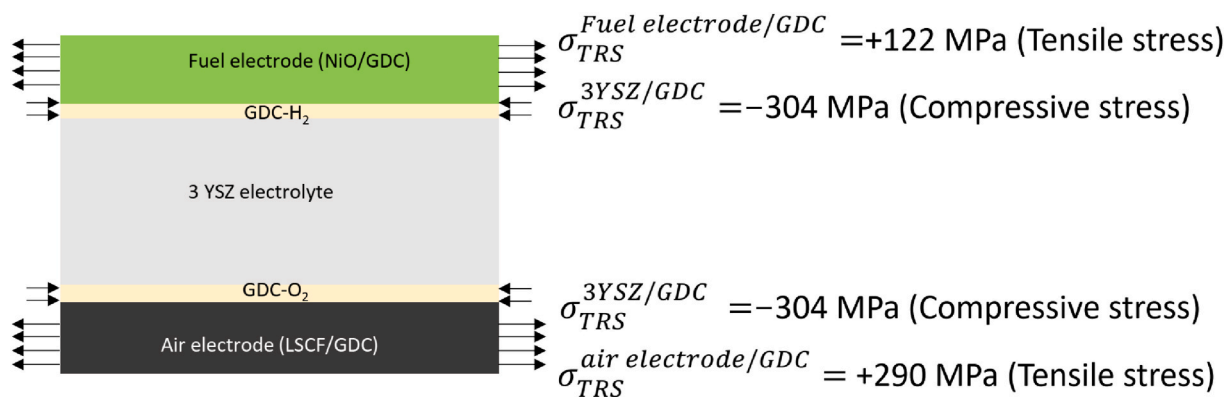 Fuel electrode (NiO/GDC)
σ_TRS^Fuel electrode/GDC =+122 MPa (Tensile stress)
GDC-H₂
σ_TRS^3YSZ/GDC =−304 MPa (Compressive stress)
3 YSZ electrolyte
GDC-O₂
σ_TRS^3YSZ/GDC =−304 MPa (Compressive stress)
Air electrode (LSCF/GDC)
σ_TRS^air electrode/GDC = +290 MPa (Tensile stress)